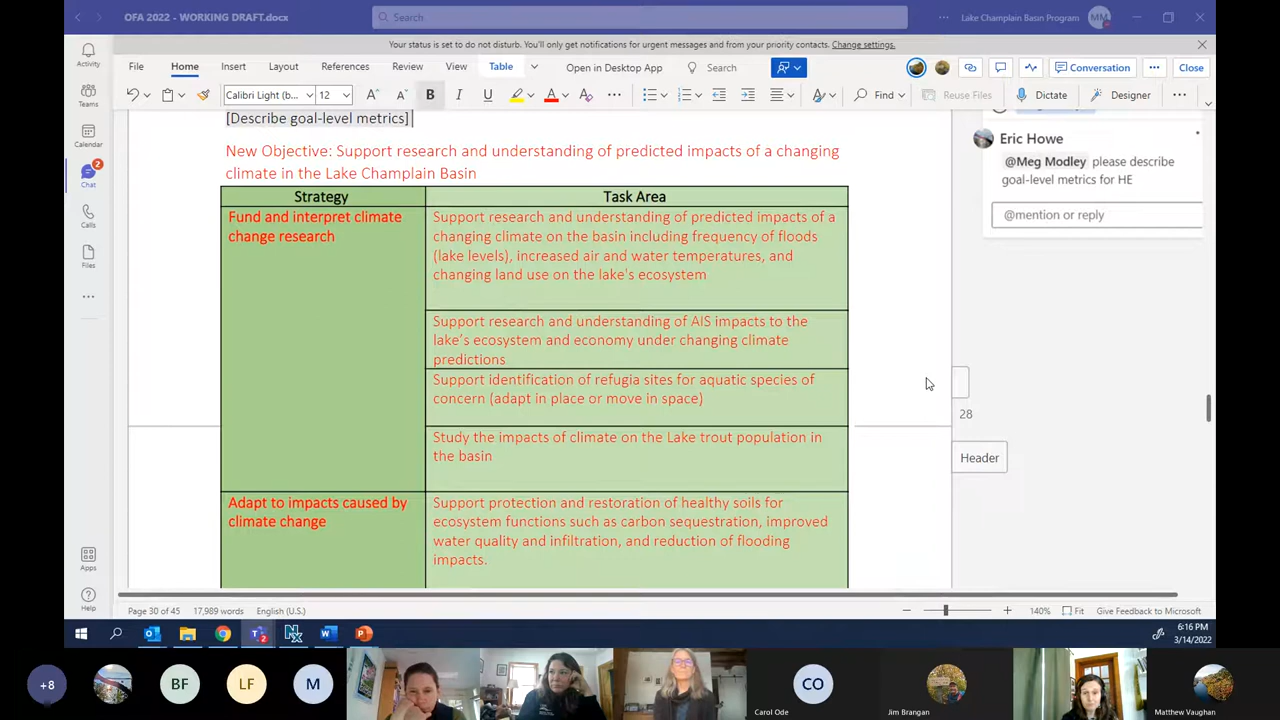 OFA 2022 - WORKING DRAFT.docx
Search
Lake Champlain Basin Program
MM
Your status is set to do not disturb. You'll only get notifications for urgent messages and from your priority contacts. Change settings.
Activity
Teams
Calendar
2
Chat
Calls
Files
Apps
Help
File
Home
Insert
Layout
References
Review
View
Table
Open in Desktop App
Search
Conversation
Close
Calibri Light (b...
12
Find
Reuse Files
Dictate
Designer
[Describe goal-level metrics]
New Objective: Support research and understanding of predicted impacts of a changing
climate in the Lake Champlain Basin
Strategy
Task Area
Fund and interpret climate
change research
Support research and understanding of predicted impacts of a
changing climate on the basin including frequency of floods
(lake levels), increased air and water temperatures, and
changing land use on the lake's ecosystem
Support research and understanding of AIS impacts to the
lake's ecosystem and economy under changing climate
predictions
Support identification of refugia sites for aquatic species of
concern (adapt in place or move in space)
Study the impacts of climate on the Lake trout population in
the basin
Adapt to impacts caused by
climate change
Support protection and restoration of healthy soils for
ecosystem functions such as carbon sequestration, improved
water quality and infiltration, and reduction of flooding
impacts.
Eric Howe
@Meg Modley please describe
goal-level metrics for HE
@mention or reply
28
Header
Page 30 of 45
17,989 words
English (U.S.)
140%
Fit
Give Feedback to Microsoft
6:16 PM
3/14/2022
+8
BF
LF
M
CO
Carol Ode
Jim Brangan
Matthew Vaughan